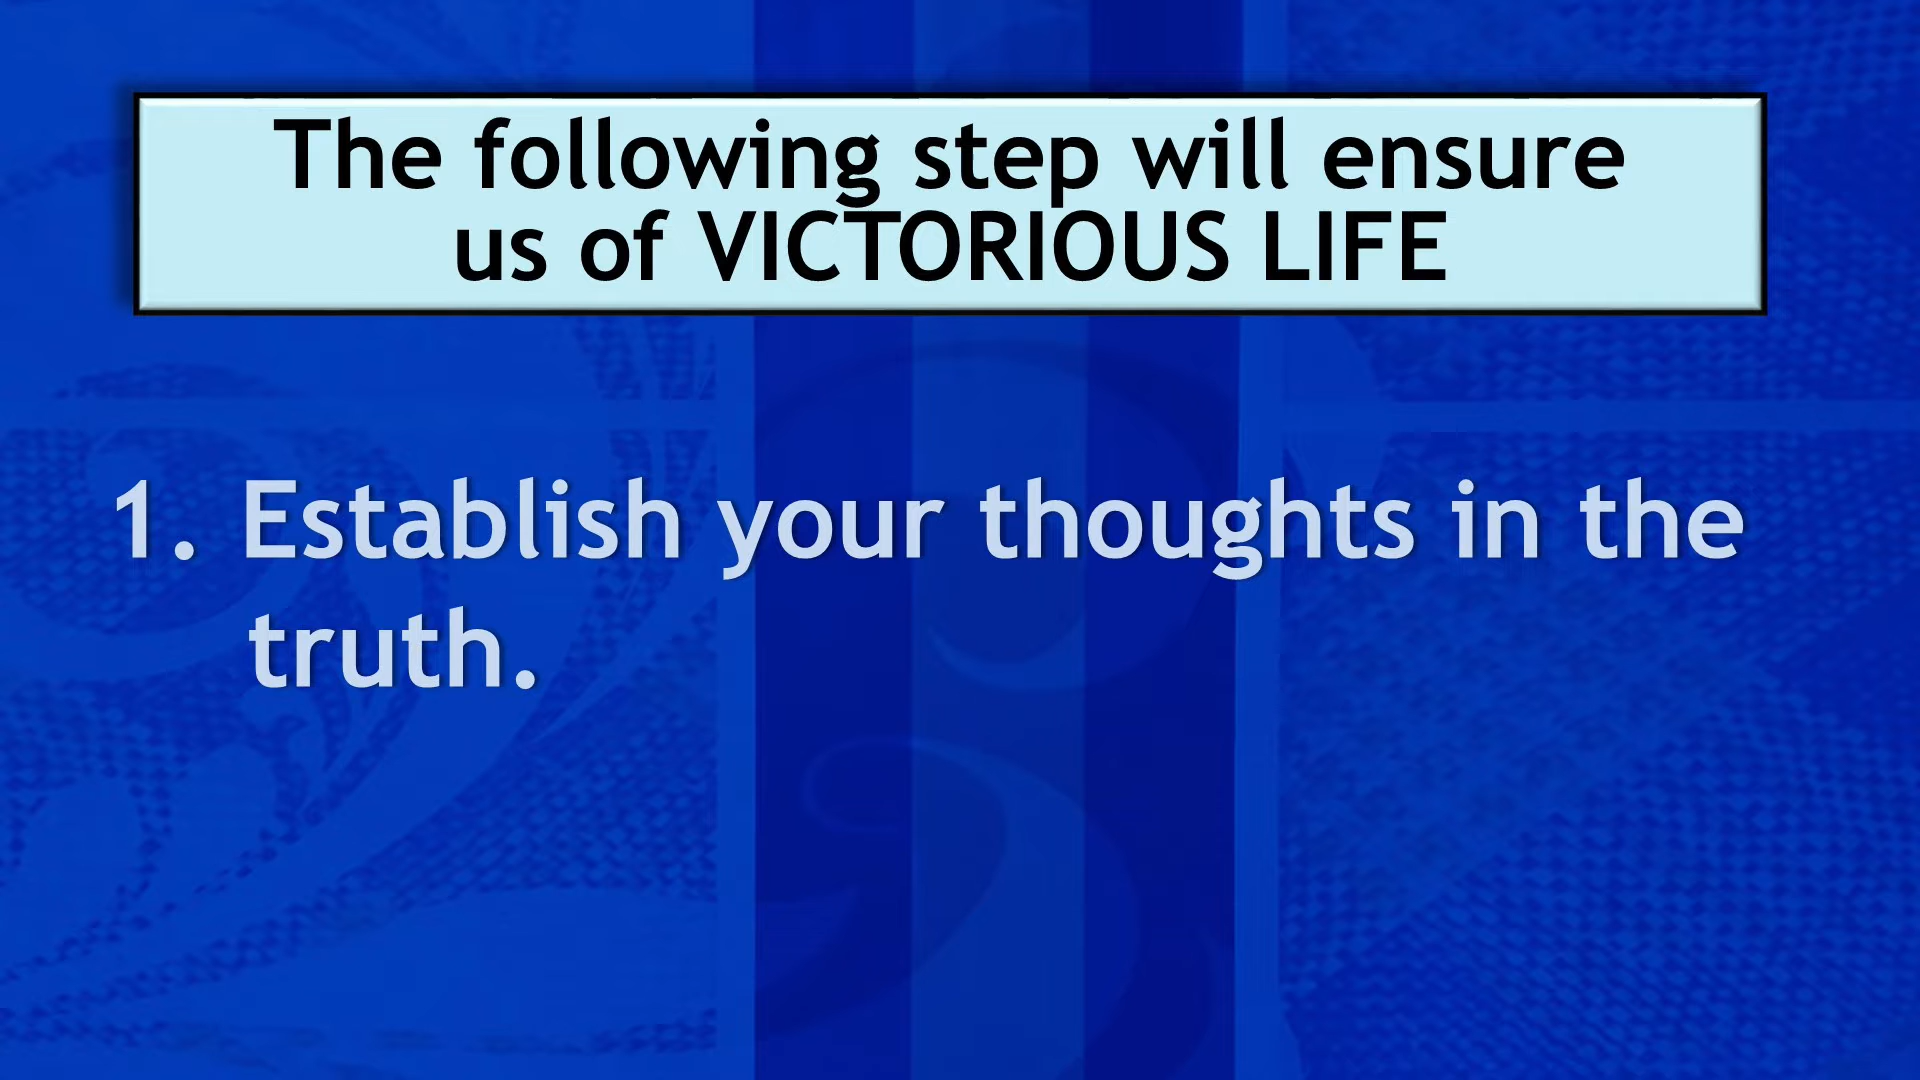 The following step will ensure
us of VICTORIOUS LIFE
1. Establish your thoughts in the
truth.